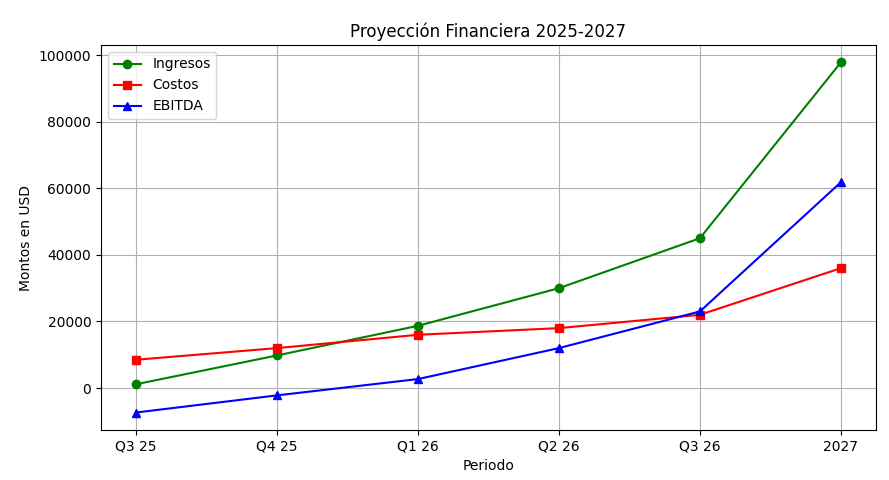 Proyección Financiera 2025-2027
Ingresos
Costos
EBITDA
Montos en USD
100000
80000
60000
40000
20000
0
Q3 25 Q4 25 Q1 26 Q2 26 Q3 26 2027
Periodo